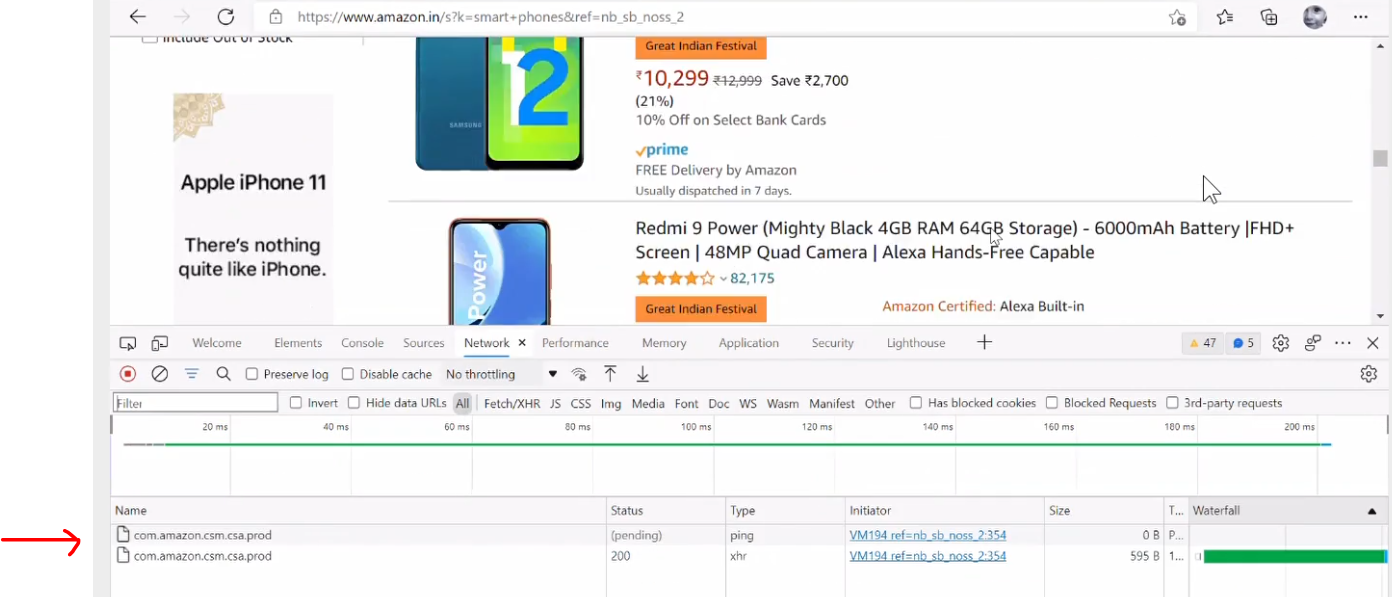 https://www.amazon.in/s?k=smart+phones&ref=nb_sb_noss_2
Include Out of Stock
Great Indian Festival
12
SAMSUNG
₹10,299 ₹12,999 Save ₹2,700
(21%)
10% Off on Select Bank Cards
prime
FREE Delivery by Amazon
Usually dispatched in 7 days.
Apple iPhone 11
There's nothing
quite like iPhone.
Power
Redmi 9 Power (Mighty Black 4GB RAM 64GB Storage) - 6000mAh Battery |FHD+
Screen | 48MP Quad Camera | Alexa Hands-Free Capable
82,175
Great Indian Festival
Amazon Certified: Alexa Built-in
Welcome Elements Console Sources Network × Performance Memory Application Security Lighthouse + 47 5
Preserve log Disable cache No throttling
Filter Invert Hide data URLs All Fetch/XHR JS CSS Img Media Font Doc WS Wasm Manifest Other Has blocked cookies Blocked Requests 3rd-party requests
20 ms 40 ms 60 ms 80 ms 100 ms 120 ms 140 ms 160 ms 180 ms 200 ms
Name Status Type Initiator Size T... Waterfall
com.amazon.csm.csa.prod (pending) ping VM194 ref=nb_sb_noss_2:354 0 B P...
com.amazon.csm.csa.prod 200 xhr VM194 ref=nb_sb_noss_2:354 595 B 1...